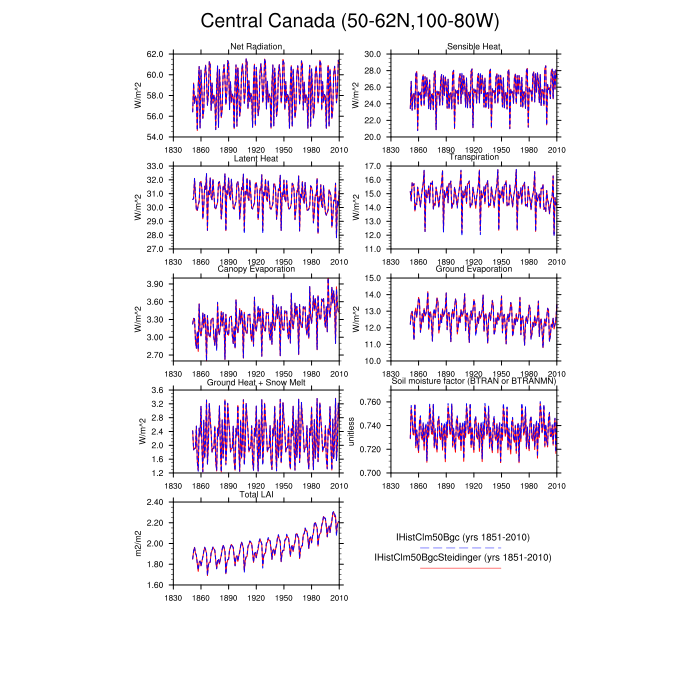 Central Canada (50-62N,100-80W)
Net Radiation
Sensible Heat
62.0
60.0
58.0
56.0
54.0
W/m^2
1830 1860 1890 1920 1950 1980 2010
30.0
28.0
26.0
24.0
22.0
20.0
W/m^2
1830 1860 1890 1920 1950 1980 2010
Latent Heat
Transpiration
33.0
32.0
31.0
30.0
29.0
28.0
27.0
W/m^2
1830 1860 1890 1920 1950 1980 2010
17.0
16.0
15.0
14.0
13.0
12.0
11.0
W/m^2
1830 1860 1890 1920 1950 1980 2010
Canopy Evaporation
Ground Evaporation
3.90
3.60
3.30
3.00
2.70
W/m^2
1830 1860 1890 1920 1950 1980 2010
15.0
14.0
13.0
12.0
11.0
10.0
W/m^2
1830 1860 1890 1920 1950 1980 2010
Ground Heat + Snow Melt
Soil moisture factor (BTRAN or BTRANMN)
3.6
3.2
2.8
2.4
2.0
1.6
1.2
W/m^2
1830 1860 1890 1920 1950 1980 2010
0.760
0.740
0.720
0.700
unitless
1830 1860 1890 1920 1950 1980 2010
Total LAI
2.40
2.20
2.00
1.80
1.60
m2/m2
1830 1860 1890 1920 1950 1980 2010
IHistClm50Bgc (yrs 1851-2010)
IHistClm50BgcSteidinger (yrs 1851-2010)